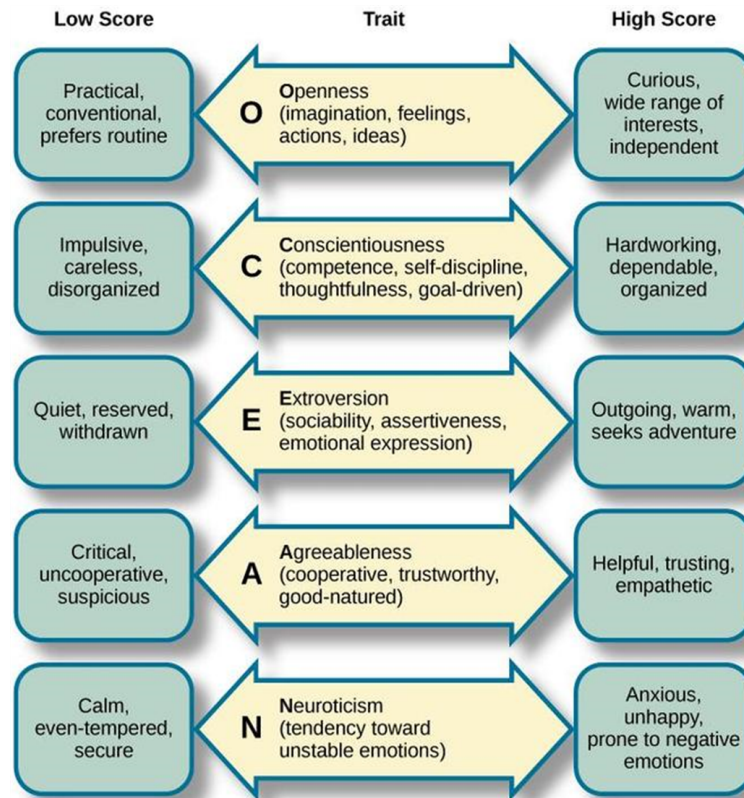 Low Score Trait High Score
Practical,
conventional,
prefers routine
O
Openness
(imagination, feelings,
actions, ideas)
Curious,
wide range of
interests,
independent
Impulsive,
careless,
disorganized
C
Conscientiousness
(competence, self-discipline,
thoughtfulness, goal-driven)
Hardworking,
dependable,
organized
Quiet, reserved,
withdrawn
E
Extroversion
(sociability, assertiveness,
emotional expression)
Outgoing, warm,
seeks adventure
Critical,
uncooperative,
suspicious
A
Agreeableness
(cooperative, trustworthy,
good-natured)
Helpful, trusting,
empathetic
Calm,
even-tempered,
secure
N
Neuroticism
(tendency toward
unstable emotions)
Anxious,
unhappy,
prone to negative
emotions